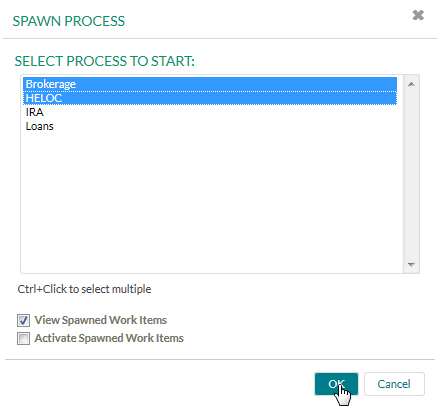 SPAWN PROCESS
SELECT PROCESS TO START:
Brokerage
HELOC
IRA
Loans
Ctrl+Click to select multiple
View Spawned Work Items
Activate Spawned Work Items
OK Cancel